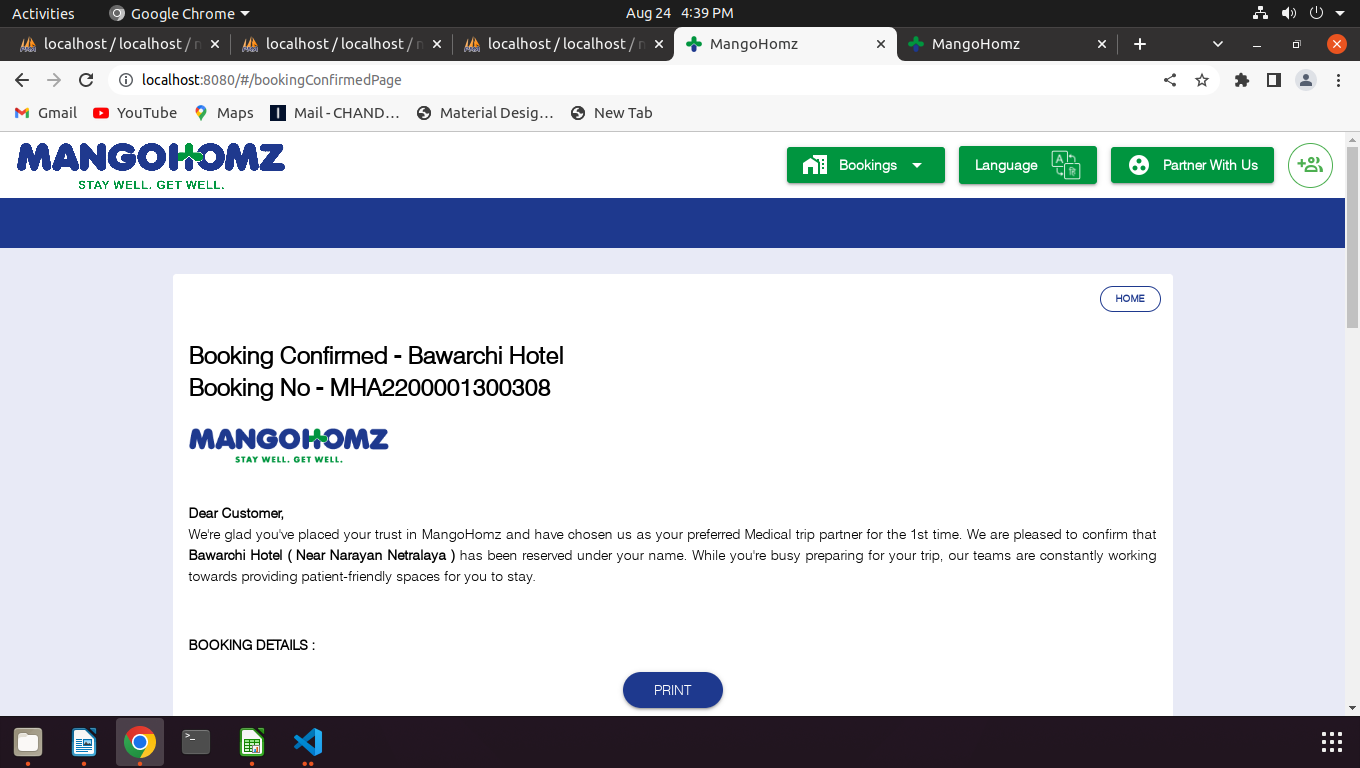 Activities
Google Chrome
Aug 24 4:39 PM
localhost / localhost / n
localhost / localhost / n
localhost / localhost / n
MangoHomz
MangoHomz
localhost:8080/#/bookingConfirmedPage
Gmail
YouTube
Maps
Mail - CHAND…
Material Desig…
New Tab
MANGOHOMZ
STAY WELL. GET WELL.
Bookings
Language
Partner With Us
HOME
Booking Confirmed - Bawarchi Hotel
Booking No - MHA2200001300308
MANGOHOMZ
STAY WELL. GET WELL.
Dear Customer,
We're glad you've placed your trust in MangoHomz and have chosen us as your preferred Medical trip partner for the 1st time. We are pleased to confirm that
Bawarchi Hotel ( Near Narayan Netralaya ) has been reserved under your name. While you're busy preparing for your trip, our teams are constantly working
towards providing patient-friendly spaces for you to stay.
BOOKING DETAILS :
PRINT